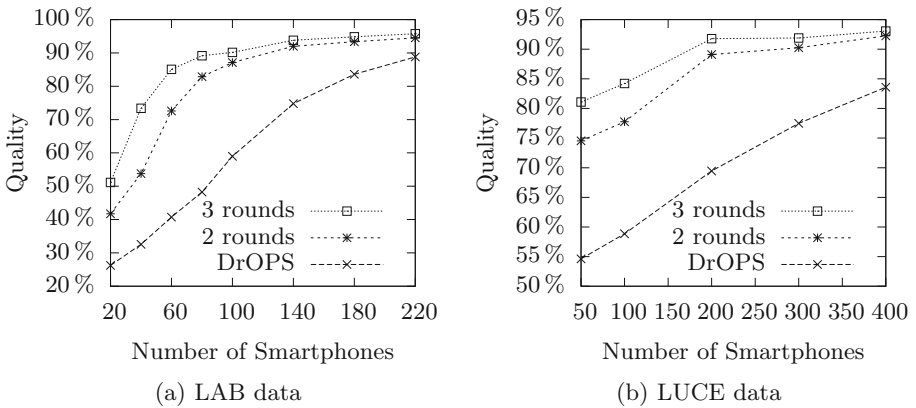 100 %
90 %
80 %
70 %
60 %
50 %
40 %
30 %
20 %
Quality
3 rounds
2 rounds
DrOPS
20 60 100 140 180 220
Number of Smartphones
(a) LAB data
95 %
90 %
85 %
80 %
75 %
70 %
65 %
60 %
55 %
50 %
Quality
3 rounds
2 rounds
DrOPS
50 100 150 200 250 300 350 400
Number of Smartphones
(b) LUCE data